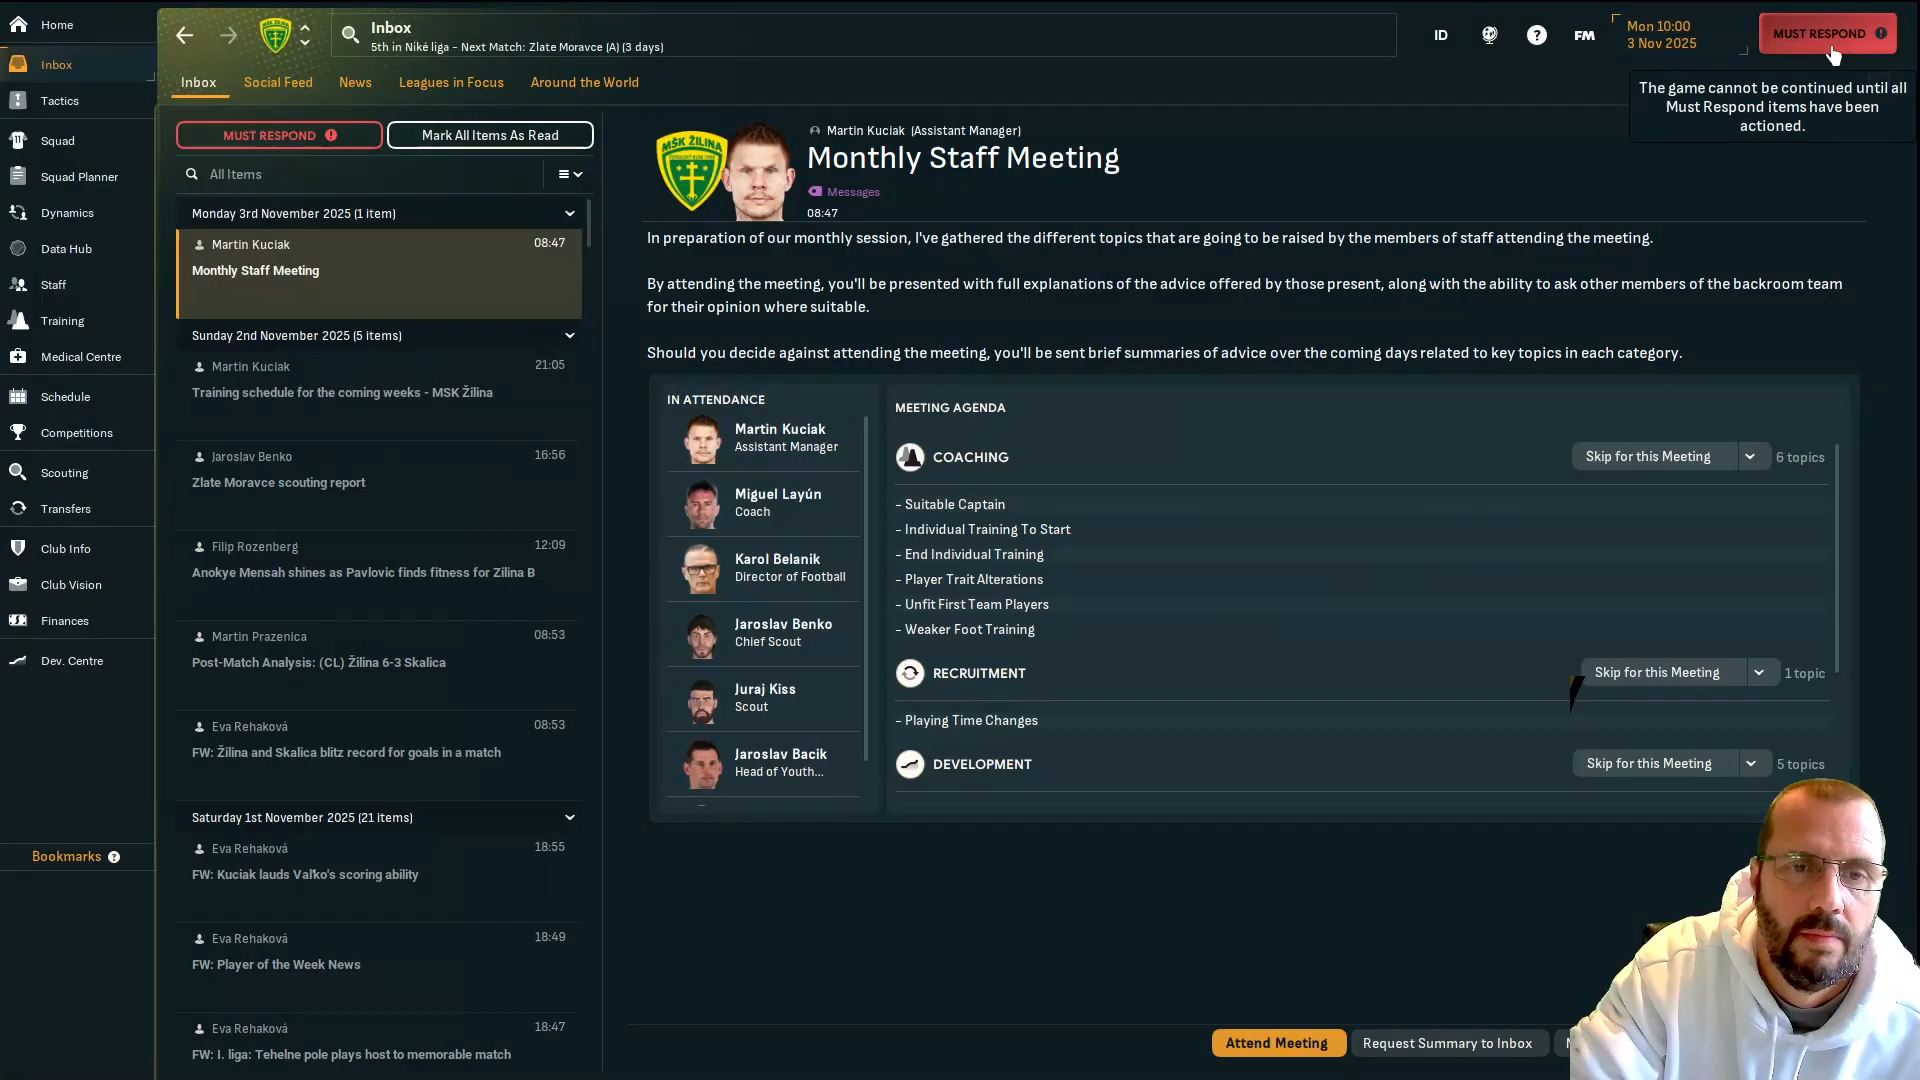 Home
Inbox
Tactics
Squad
Squad Planner
Dynamics
Data Hub
Staff
Training
Medical Centre
Schedule
Competitions
Scouting
Transfers
Club Info
Club Vision
Finances
Dev. Centre
Bookmarks ?
Inbox
5th in Niké liga - Next Match: Zlate Moravce (A) (3 days)
ID
?
FM
Mon 10:00
3 Nov 2025
MUST RESPOND
The game cannot be continued until all
Must Respond items have been
actioned.
Inbox
Social Feed
News
Leagues in Focus
Around the World
MUST RESPOND
Mark All Items As Read
All Items
Monday 3rd November 2025 (1 item)
Martin Kuciak 08:47
Monthly Staff Meeting
Sunday 2nd November 2025 (5 items)
Martin Kuciak 21:05
Training schedule for the coming weeks - MSK Žilina
Jaroslav Benko 16:56
Zlate Moravce scouting report
Filip Rozenberg 12:09
Anokye Mensah shines as Pavlovic finds fitness for Zilina B
Martin Prazenica 08:53
Post-Match Analysis: (CL) Žilina 6-3 Skalica
Eva Rehaková 08:53
FW: Žilina and Skalica blitz record for goals in a match
Saturday 1st November 2025 (21 items)
Eva Rehaková 18:55
FW: Kuciak lauds Vaľko's scoring ability
Eva Rehaková 18:49
FW: Player of the Week News
Eva Rehaková 18:47
FW: I. liga: Tehelne pole plays host to memorable match
MŠK ŽILINA
Martin Kuciak (Assistant Manager)
Monthly Staff Meeting
Messages
08:47
In preparation of our monthly session, I've gathered the different topics that are going to be raised by the members of staff attending the meeting.
By attending the meeting, you'll be presented with full explanations of the advice offered by those present, along with the ability to ask other members of the backroom team
for their opinion where suitable.
Should you decide against attending the meeting, you'll be sent brief summaries of advice over the coming days related to key topics in each category.
IN ATTENDANCE
Martin Kuciak
Assistant Manager
Miguel Layún
Coach
Karol Belanik
Director of Football
Jaroslav Benko
Chief Scout
Juraj Kiss
Scout
Jaroslav Bacik
Head of Youth...
MEETING AGENDA
COACHING
Skip for this Meeting
6 topics
- Suitable Captain
- Individual Training To Start
- End Individual Training
- Player Trait Alterations
- Unfit First Team Players
- Weaker Foot Training
RECRUITMENT
Skip for this Meeting
1 topic
- Playing Time Changes
DEVELOPMENT
Skip for this Meeting
5 topics
Attend Meeting
Request Summary to Inbox